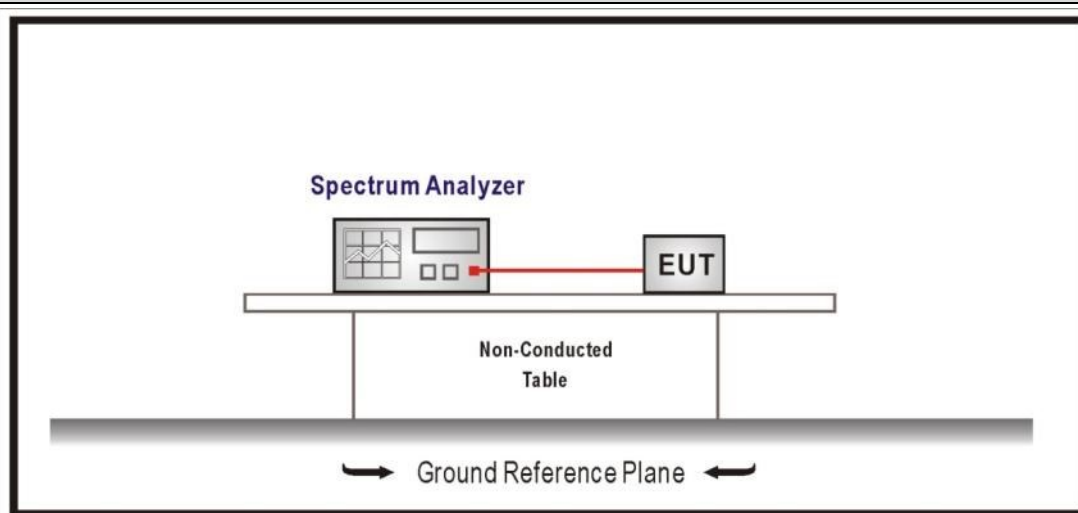 Spectrum Analyzer
EUT
Non-Conducted
Table
Ground Reference Plane